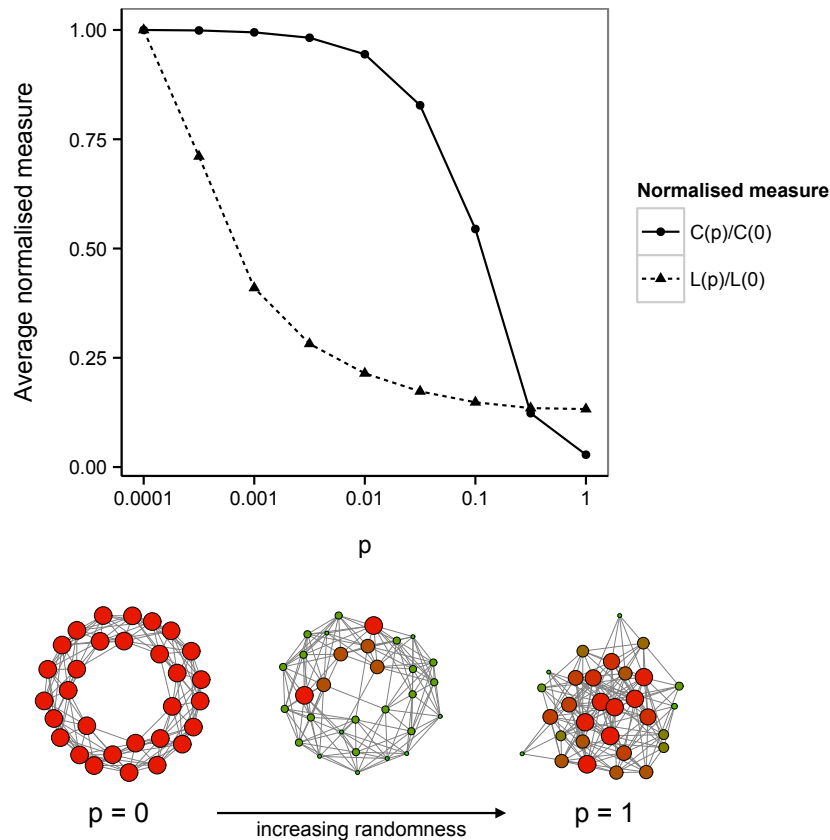 Average normalised measure
1.00
0.75
0.50
0.25
0.00
0.0001 0.001 0.01 0.1 1
p
Normalised measure
C(p)/C(0)
L(p)/L(0)
p = 0
increasing randomness
p = 1